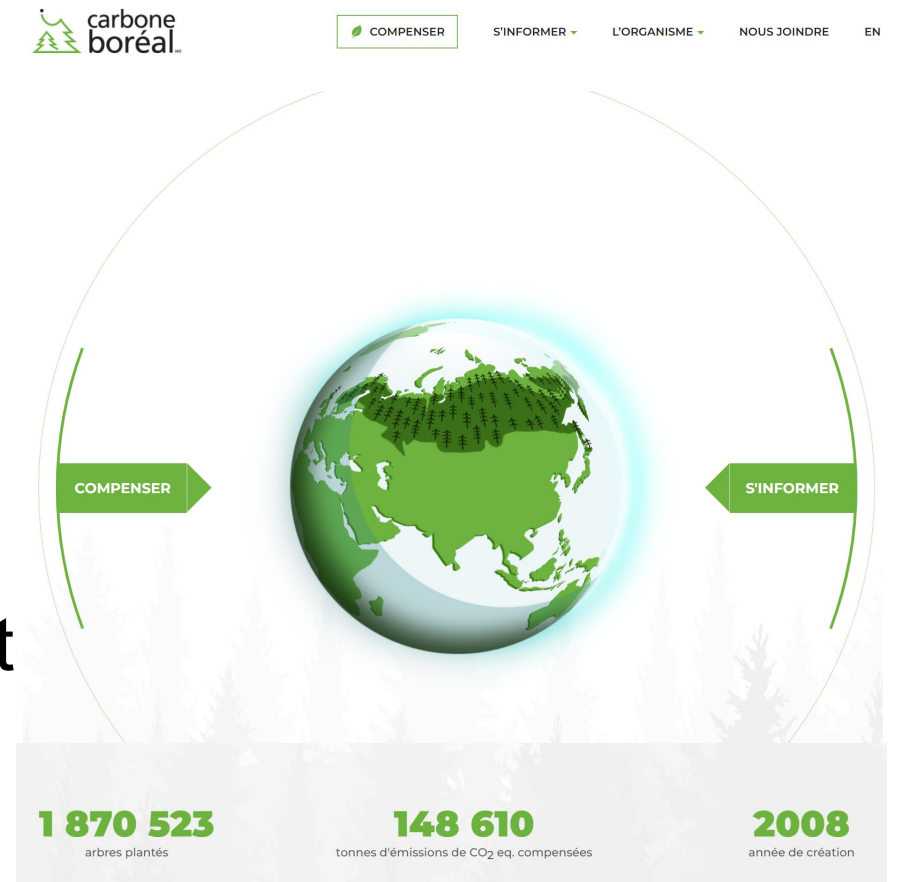 carbone
boréal
COMPENSER S'INFORMER L'ORGANISME NOUS JOINDRE EN
COMPENSER
S'INFORMER
t
1 870 523
arbres plantés
148 610
tonnes d'émissions de CO2 eq. compensées
2008
année de création